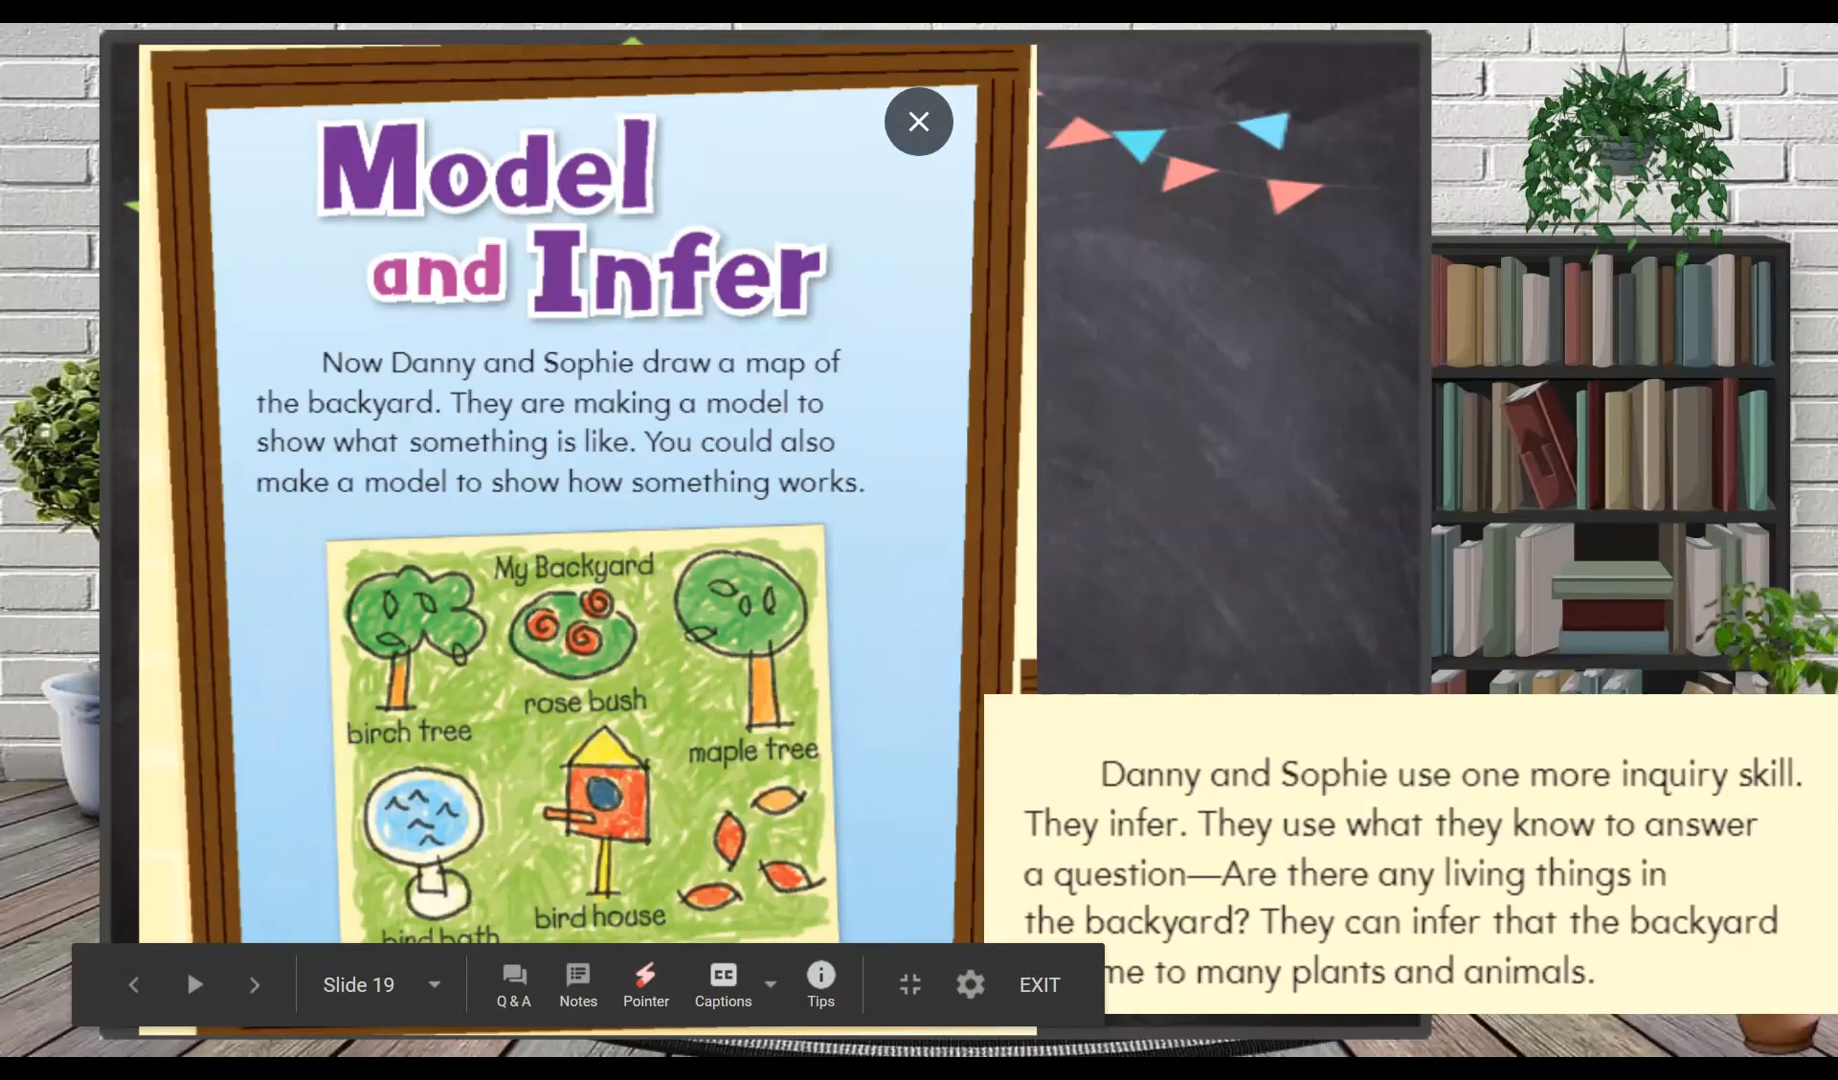 Model
and Infer
Now Danny and Sophie draw a map of
the backyard. They are making a model to
show what something is like. You could also
make a model to show how something works.
My Backyard
birch tree
rose bush
maple tree
bird house
bird bath
Danny and Sophie use one more inquiry skill.
They infer. They use what they know to answer
a question—Are there any living things in
the backyard? They can infer that the backyard
me to many plants and animals.
Slide 19
Q & A
Notes
Pointer
CC
Captions
Tips
EXIT